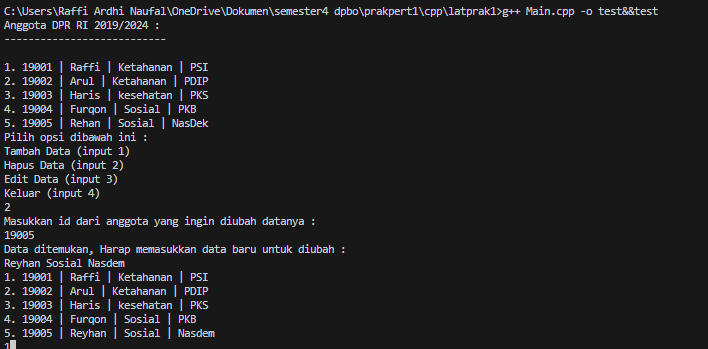 C:\Users\Raffi Ardhi Naufal\OneDrive\Dokumen\semester4 dpbo\prakpert1\cpp\latprak1>g++ Main.cpp -o test&&test
Anggota DPR RI 2019/2024 :
---------------------------
1. 19001 | Raffi | Ketahanan | PSI
2. 19002 | Arul | Ketahanan | PDIP
3. 19003 | Haris | kesehatan | PKS
4. 19004 | Furqon | Sosial | PKB
5. 19005 | Rehan | Sosial | NasDek
Pilih opsi dibawah ini :
Tambah Data (input 1)
Hapus Data (input 2)
Edit Data (input 3)
Keluar (input 4)
2
Masukkan id dari anggota yang ingin diubah datanya :
19005
Data ditemukan, Harap memasukkan data baru untuk diubah :
Reyhan Sosial Nasdem
1. 19001 | Raffi | Ketahanan | PSI
2. 19002 | Arul | Ketahanan | PDIP
3. 19003 | Haris | kesehatan | PKS
4. 19004 | Furqon | Sosial | PKB
5. 19005 | Reyhan | Sosial | Nasdem
1